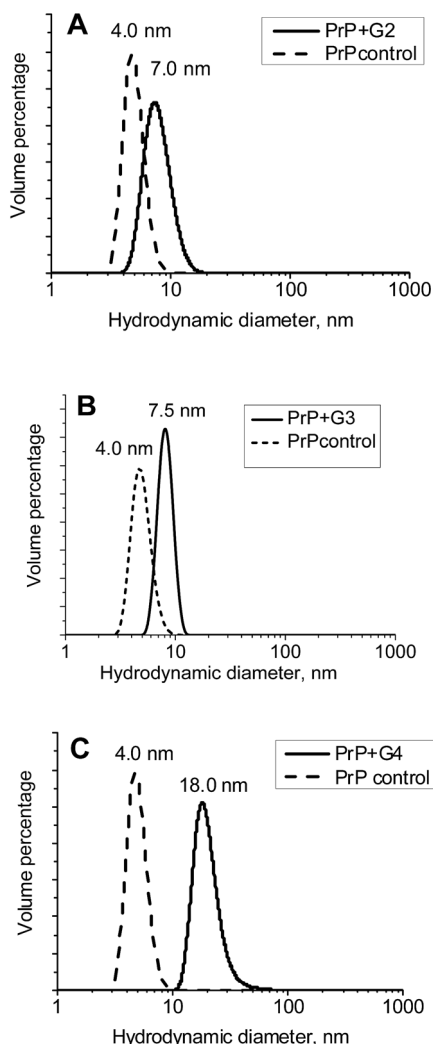 A
4.0 nm
7.0 nm
PrP+G2
PrPcontrol
Volume percentage
1 10 100 1000
Hydrodynamic diameter, nm
B
7.5 nm
4.0 nm
PrP+G3
PrPcontrol
Volume percentage
1 10 100 1000
Hydrodynamic diameter, nm
C
4.0 nm
18.0 nm
PrP+G4
PrP control
Volume percentage
1 10 100 1000
Hydrodynamic diameter, nm